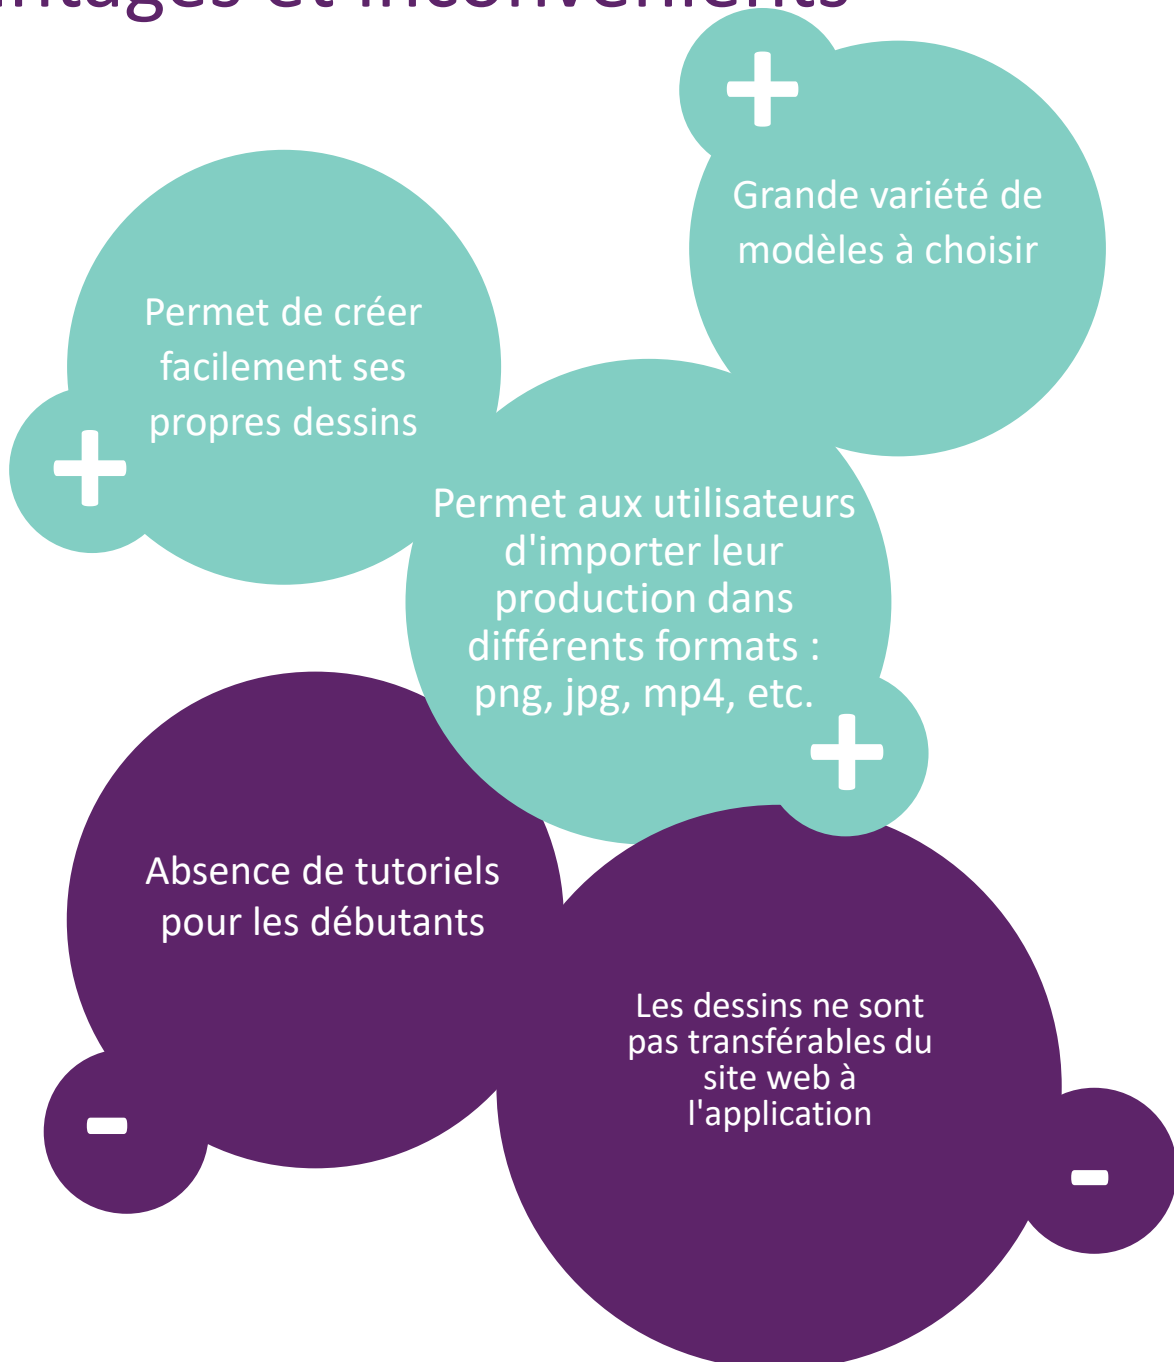 et inconvénients
+
Grande variété de
modèles à choisir
Permet de créer
facilement ses
propres dessins
+
Permet aux utilisateurs
d'importer leur
production dans
différents formats :
png, jpg, mp4, etc.
+
Absence de tutoriels
pour les débutants
-
Les dessins ne sont
pas transférables du
site web à
l'application
-